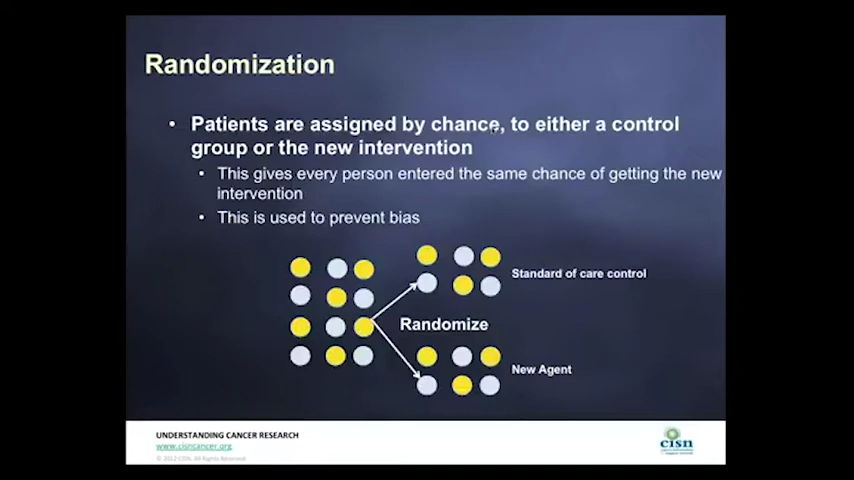 Randomization
• Patients are assigned by chance, to either a control
group or the new intervention
• This gives every person entered the same chance of getting the new
intervention
• This is used to prevent bias
Standard of care control
Randomize
New Agent
UNDERSTANDING CANCER RESEARCH
www.cisncancer.org
© 2012 CISN. All Rights Reserved.
cisn